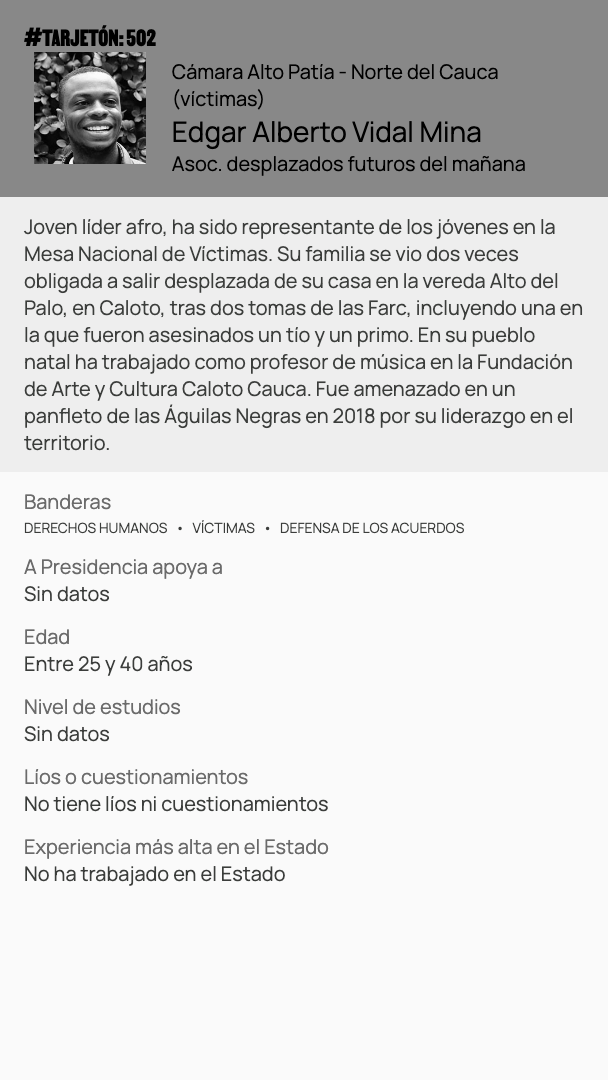 #TARJETÓN: 502
Cámara Alto Patía - Norte del Cauca
(víctimas)
Edgar Alberto Vidal Mina
Asoc. desplazados futuros del mañana
Joven líder afro, ha sido representante de los jóvenes en la
Mesa Nacional de Víctimas. Su familia se vio dos veces
obligada a salir desplazada de su casa en la vereda Alto del
Palo, en Caloto, tras dos tomas de las Farc, incluyendo una en
la que fueron asesinados un tío y un primo. En su pueblo
natal ha trabajado como profesor de música en la Fundación
de Arte y Cultura Caloto Cauca. Fue amenazado en un
panfleto de las Águilas Negras en 2018 por su liderazgo en el
territorio.
Banderas
DERECHOS HUMANOS • VÍCTIMAS • DEFENSA DE LOS ACUERDOS
A Presidencia apoya a
Sin datos
Edad
Entre 25 y 40 años
Nivel de estudios
Sin datos
Líos o cuestionamientos
No tiene líos ni cuestionamientos
Experiencia más alta en el Estado
No ha trabajado en el Estado